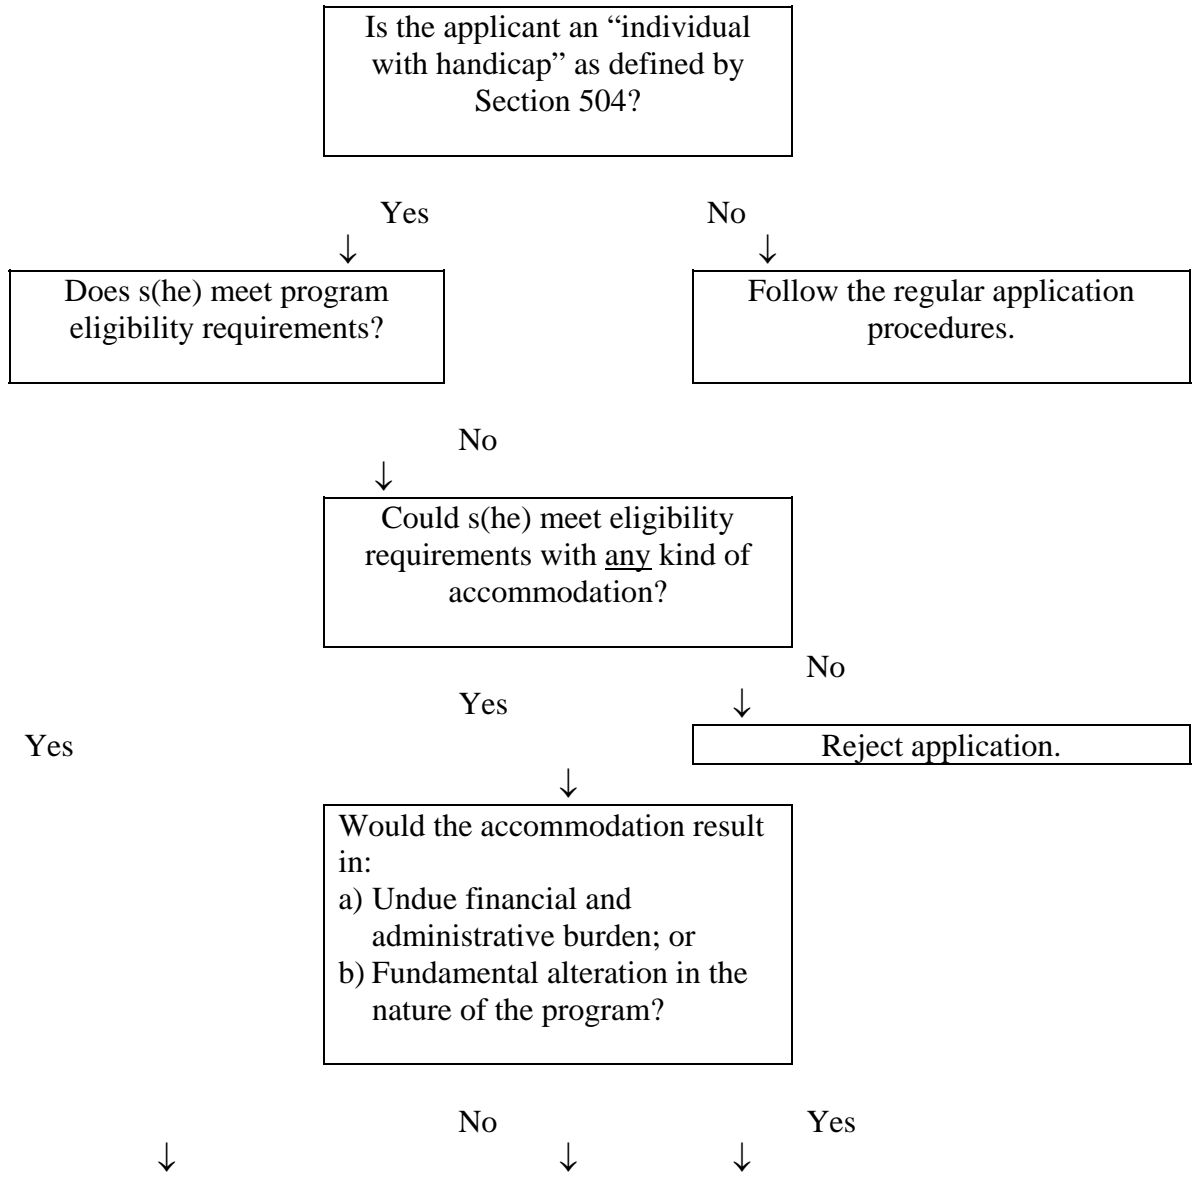 Is the applicant an “individual
with handicap” as defined by
Section 504?
Yes No
↓ ↓
Does s(he) meet program
eligibility requirements?
Follow the regular application
procedures.
No
↓
Could s(he) meet eligibility
requirements with any kind of
accommodation?
No
Yes ↓
Yes
Reject application.
↓
Would the accommodation result
in:
a) Undue financial and
administrative burden; or
b) Fundamental alteration in the
nature of the program?
No Yes
↓ ↓ ↓